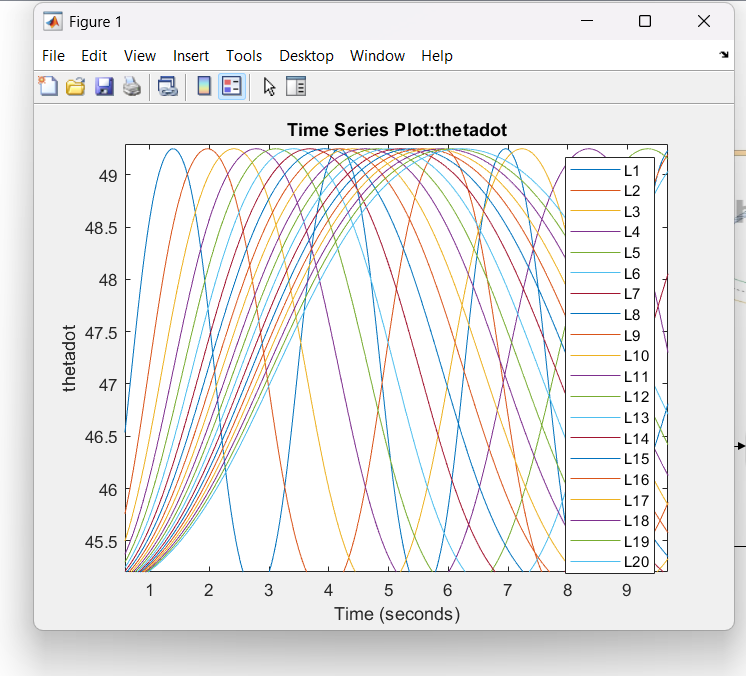 Figure 1
File Edit View Insert Tools Desktop Window Help
Time Series Plot:thetadot
49
48.5
48
47.5
47
46.5
46
45.5
thetadot
1 2 3 4 5 6 7 8 9
Time (seconds)
L1
L2
L3
L4
L5
L6
L7
L8
L9
L10
L11
L12
L13
L14
L15
L16
L17
L18
L19
L20